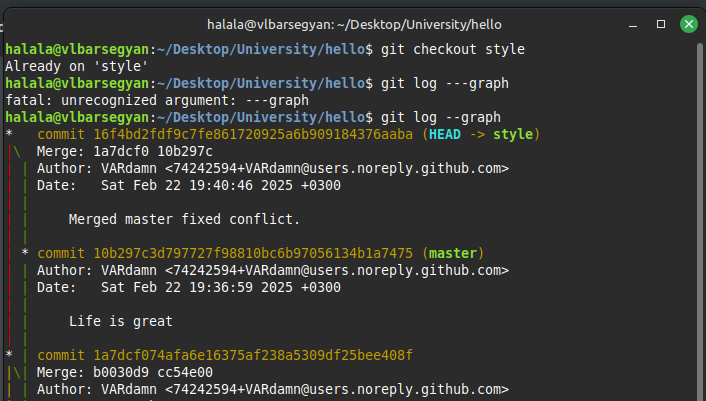 halala@vlbarsegyan: ~/Desktop/University/hello
halala@vlbarsegyan:~/Desktop/University/hello$ git checkout style
Already on 'style'
halala@vlbarsegyan:~/Desktop/University/hello$ git log ---graph
fatal: unrecognized argument: ---graph
halala@vlbarsegyan:~/Desktop/University/hello$ git log --graph
*   commit 16f4bd2fdf9c7fe861720925a6b909184376aaba (HEAD -> style)
|\  Merge: 1a7dcf0 10b297c
| | Author: VARdamn <74242594+VARdamn@users.noreply.github.com>
| | Date:   Sat Feb 22 19:40:46 2025 +0300
| |
| |     Merged master fixed conflict.
| |
| * commit 10b297c3d797727f98810bc6b97056134b1a7475 (master)
| | Author: VARdamn <74242594+VARdamn@users.noreply.github.com>
| | Date:   Sat Feb 22 19:36:59 2025 +0300
| |
| |     Life is great
| |
* | commit 1a7dcf074afa6e16375af238a5309df25bee408f
|\| Merge: b0030d9 cc54e00
| | Author: VARdamn <74242594+VARdamn@users.noreply.github.com>